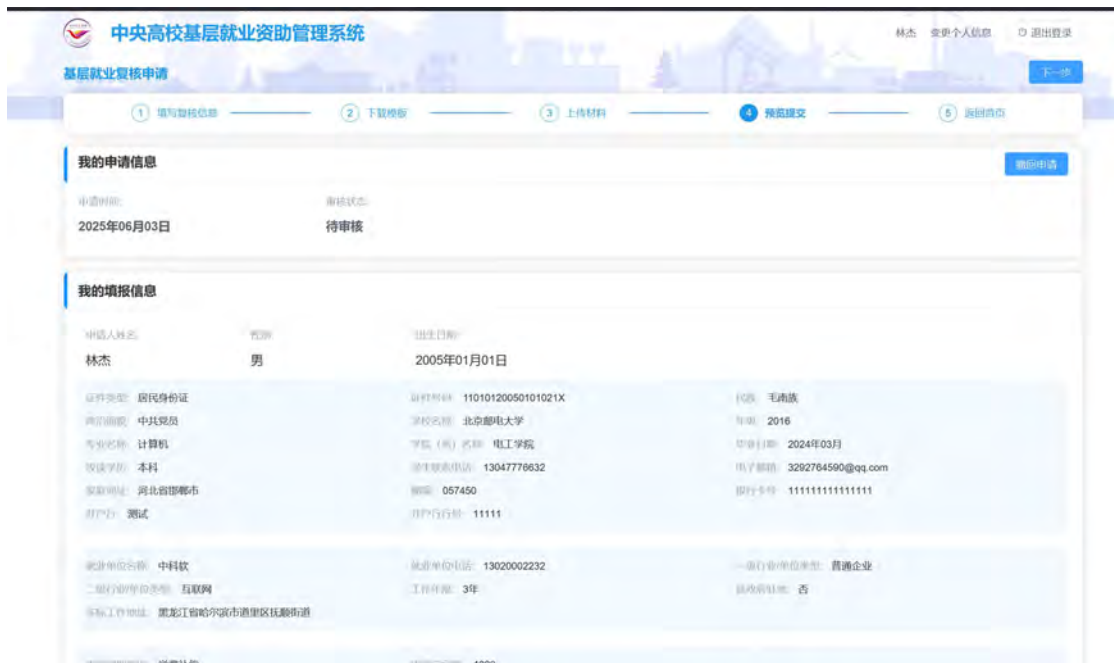 中央高校基层就业资助管理系统
林杰 变更个人信息 退出登录
基层就业复核申请
下一步
1 填写复核信息 2 下载模板 3 上传材料 4 预览提交 5 返回首页
我的申请信息
撤回申请
申请时间: 审核状态:
2025年06月03日 待审核
我的填报信息
申请人姓名: 性别: 出生日期:
林杰 男 2005年01月01日
证件类型: 居民身份证 证件号码: 11010120050101021X 民族: 毛南族
政治面貌: 中共党员 学校名称: 北京邮电大学 年级: 2016
专业名称: 计算机 学院(系)名称: 电工学院 毕业日期: 2024年03月
攻读学历: 本科 学生联系电话: 13047776632 电子邮箱: 3292764590@qq.com
家庭地址: 河北省邯郸市 邮编: 057450 银行卡号: 111111111111111
开户行: 测试 开户行行号: 11111
就业单位名称: 中科软 就业单位电话: 13020002232 一级行业/单位类型: 普通企业
二级行业/单位类型: 互联网 工作年限: 3年 县政府驻地: 否
实际工作地址: 黑龙江省哈尔滨市道里区抚顺街道